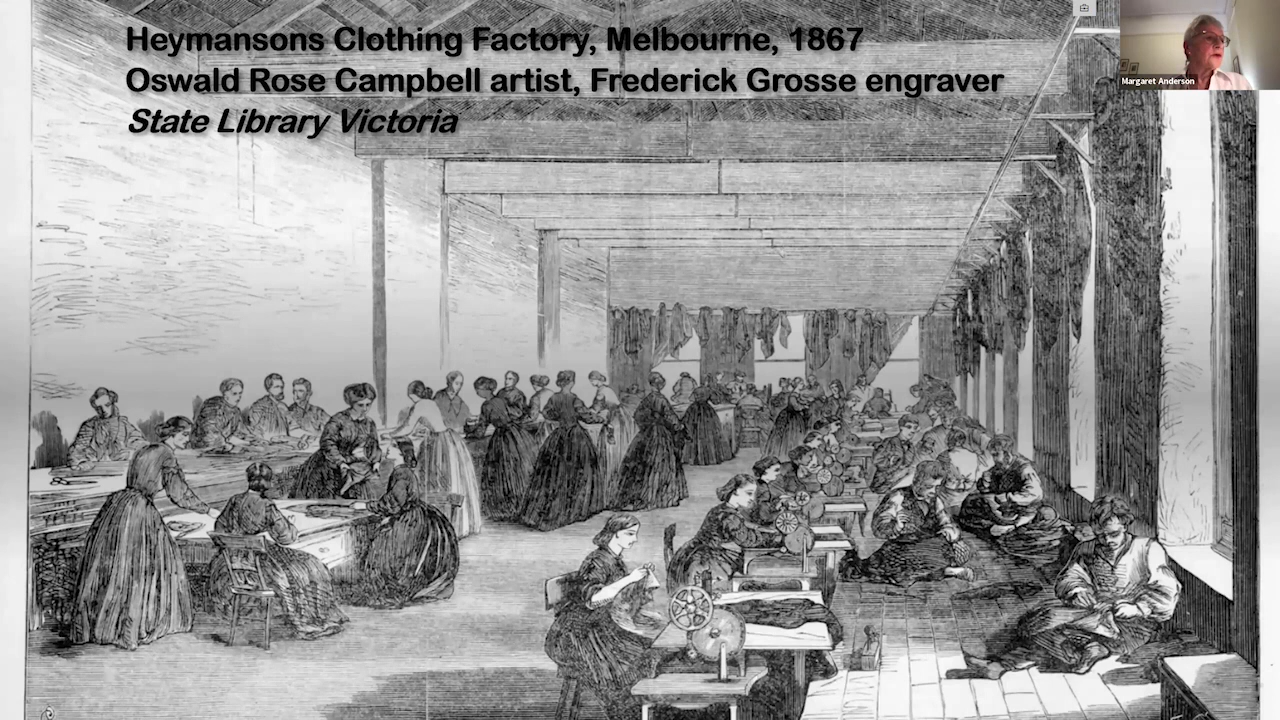 Heymansons Clothing Factory, Melbourne, 1867
Oswald Rose Campbell artist, Frederick Grosse engraver
State Library Victoria
Margaret Anderson